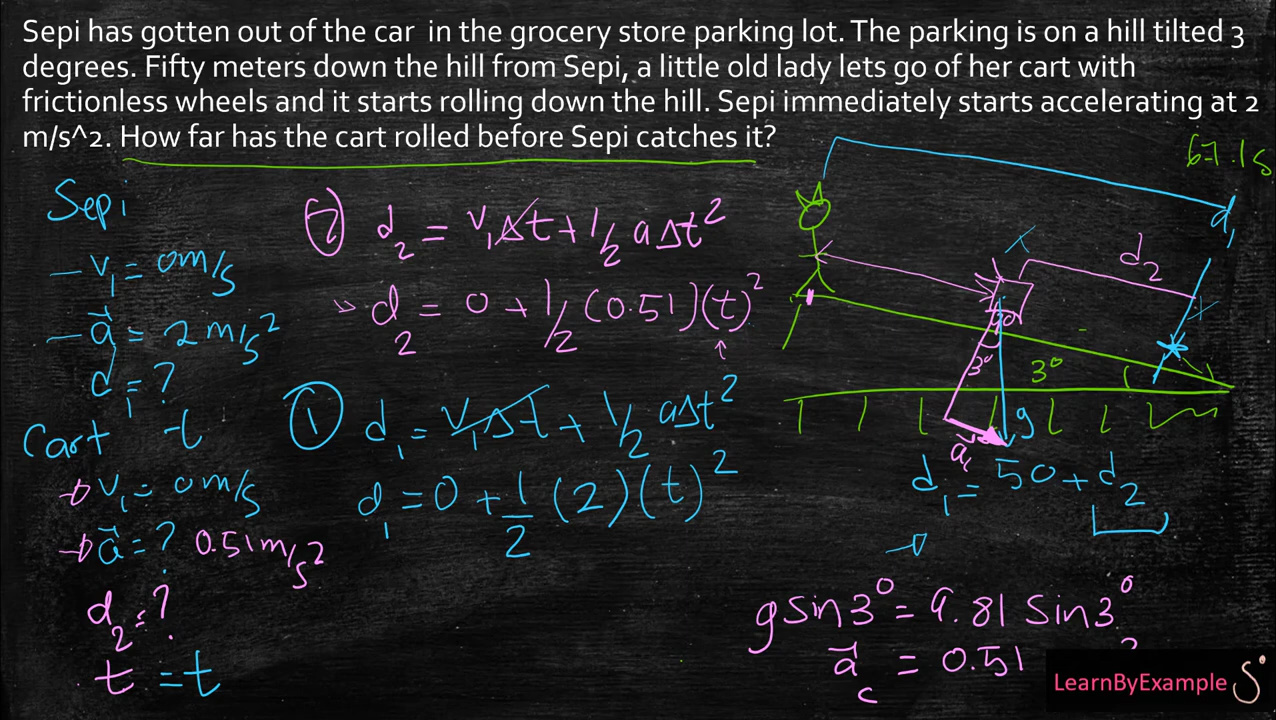 Sepi has gotten out of the car in the grocery store parking lot. The parking is on a hill tilted 3
degrees. Fifty meters down the hill from Sepi, a little old lady lets go of her cart with
frictionless wheels and it starts rolling down the hill. Sepi immediately starts accelerating at 2
m/s^2. How far has the cart rolled before Sepi catches it?
Sepi
– v₁ = 0m/s
– a⃗ = 2 m/s²
d₁ = ?
t
Cart
v₁ = 0m/s
a⃗ = ? 0.51m/s²
d₂ = ?
t = t
② d₂ = v₁Δt + 1/2 aΔt²
d₂ = 0 + 1/2 (0.51)(t)²
① d₁ = v₁Δt + 1/2 aΔt²
d₁ = 0 + 1/2 (2)(t)²
d₁
d₂
3°
3°
g
d₁ = 50 + d₂
g sin3° = 9.81 Sin3°
a⃗c = 0.51
LearnByExample